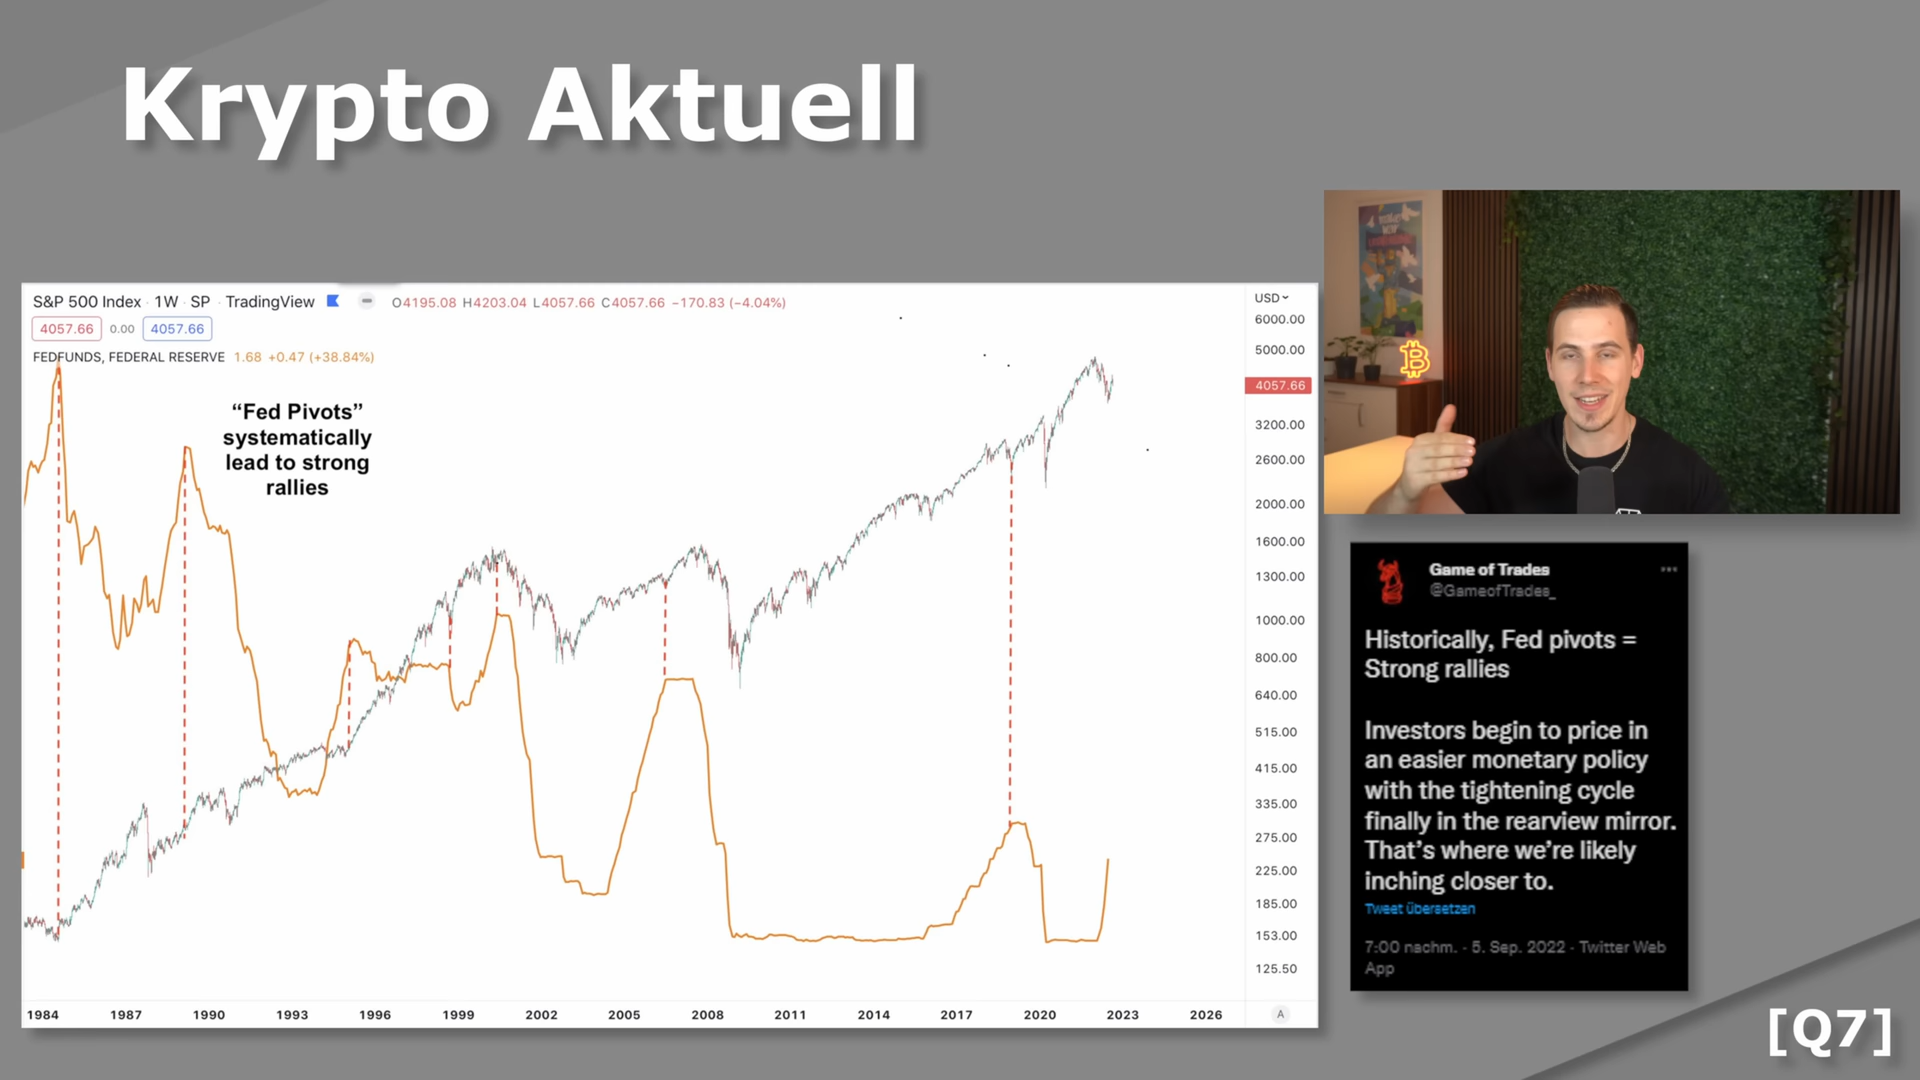 Krypto Aktuell
S&P 500 Index · 1W · SP · TradingView O4195.08 H4203.04 L4057.66 C4057.66 −170.83 (−4.04%)
4057.66 0.00 4057.66
FEDFUNDS, FEDERAL RESERVE 1.68 +0.47 (+38.84%)
“Fed Pivots”
systematically
lead to strong
rallies
USD
6000.00
5000.00
4057.66
3200.00
2600.00
2000.00
1600.00
1300.00
1000.00
800.00
640.00
515.00
415.00
335.00
275.00
225.00
185.00
153.00
125.50
1984 1987 1990 1993 1996 1999 2002 2005 2008 2011 2014 2017 2020 2023 2026 A
Game of Trades
@GameofTrades_
Historically, Fed pivots =
Strong rallies
Investors begin to price in
an easier monetary policy
with the tightening cycle
finally in the rearview mirror.
That’s where we’re likely
inching closer to.
Tweet übersetzen
7:00 nachm. · 5. Sep. 2022 · Twitter Web
App
[Q7]